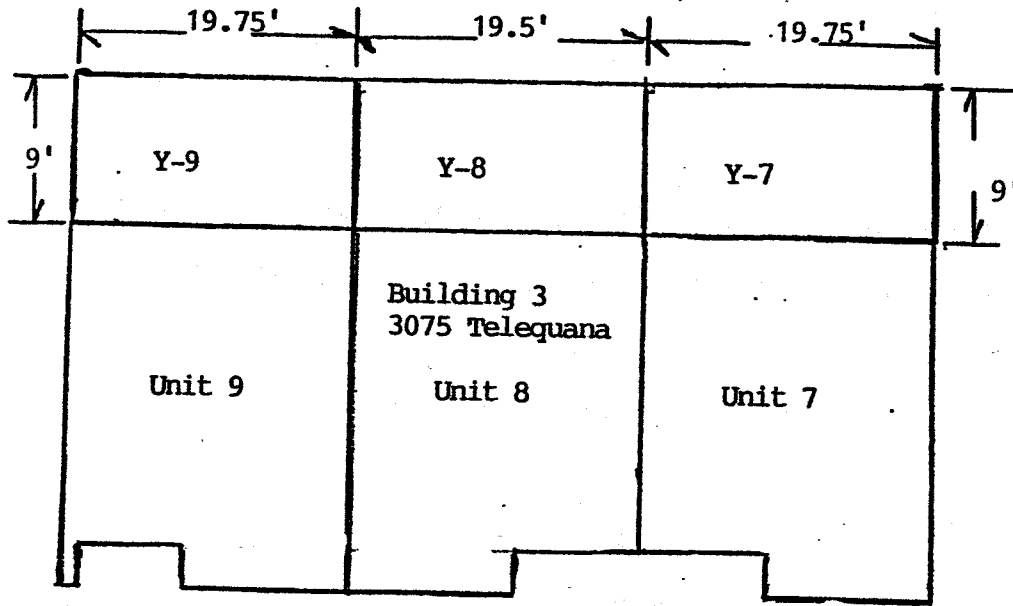 19.75'
19.5'
19.75'
9'
Y-9
Y-8
Y-7
9'
Building 3
3075 Telequana
Unit 9
Unit 8
Unit 7